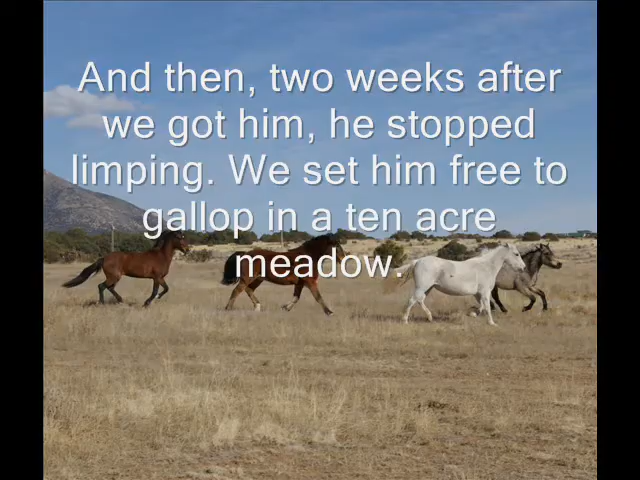 And then, two weeks after
we got him, he stopped
limping. We set him free to
gallop in a ten acre
meadow.